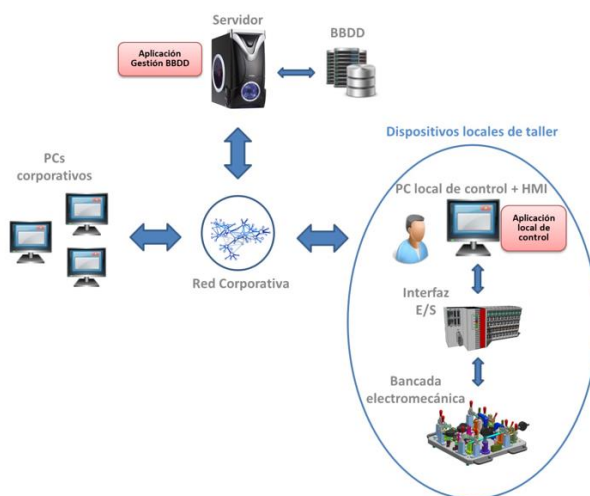 Servidor
BBDD
Aplicación
Gestión BBDD
Dispositivos locales de taller
PCs
corporativos
PC local de control + HMI
Aplicación
local de
control
Red Corporativa
Interfaz
E/S
Bancada
electromecánica